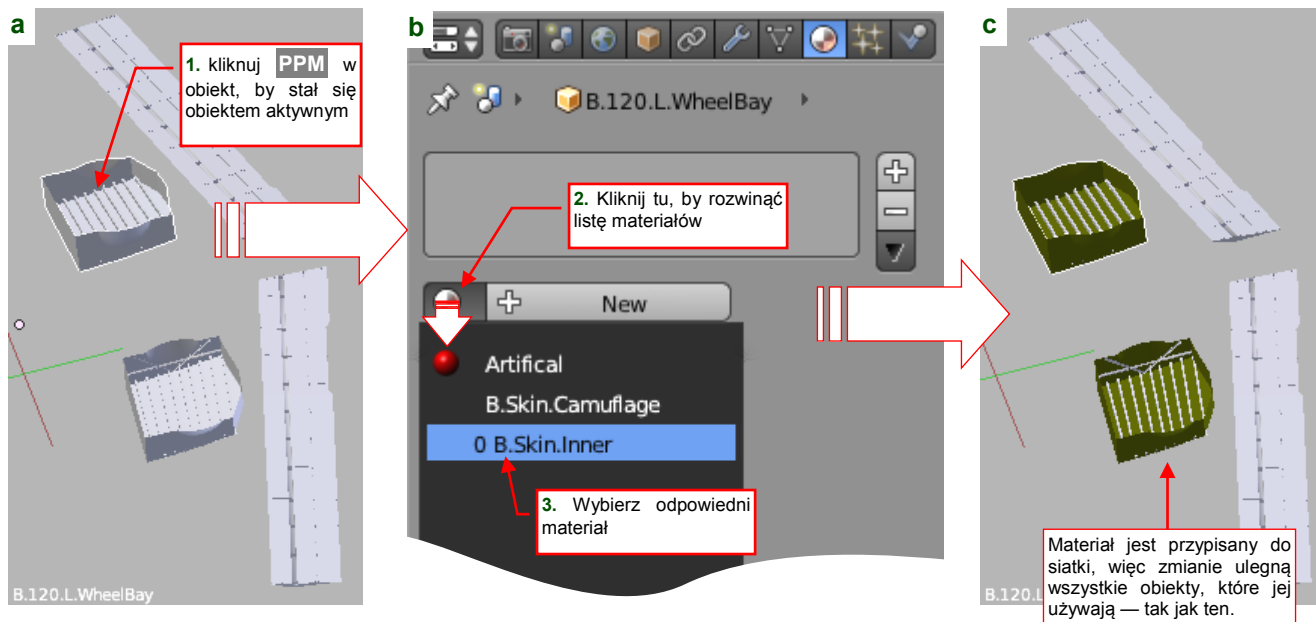 a
1. kliknuj PPM w
obiekt, by stał się
obiektem aktywnym
B.120.L.WheelBay
b
B.120.L.WheelBay
2. Kliknij tu, by rozwinąć
listę materiałów
New
Artifical
B.Skin.Camuflage
0 B.Skin.Inner
3. Wybierz odpowiedni
materiał
c
Materiał jest przypisany do
siatki, więc zmianie ulegną
wszystkie obiekty, które jej
używają — tak jak ten.
B.120.L